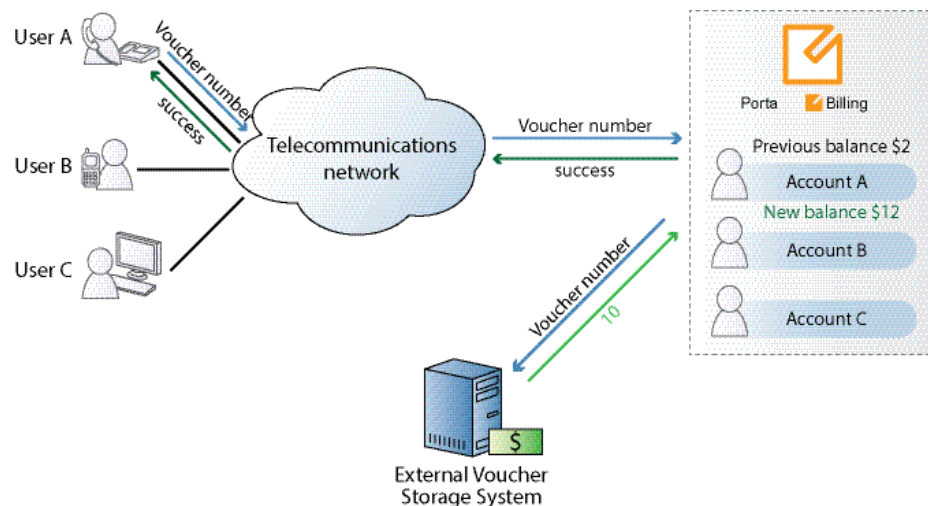 User A
Voucher number
success
User B
User C
Telecommunications
network
Voucher number
success
Porta Billing
Previous balance $2
Account A
New balance $12
Account B
Account C
Voucher number
10
$
External Voucher
Storage System